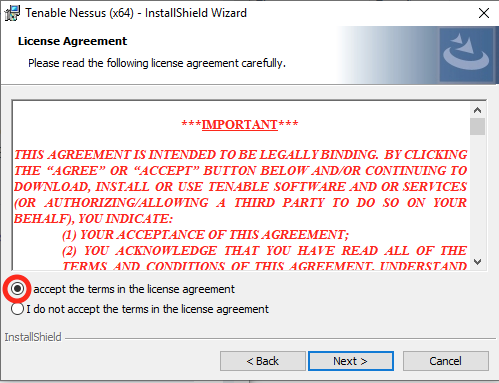 Tenable Nessus (x64) - InstallShield Wizard
License Agreement
Please read the following license agreement carefully.
***IMPORTANT***
THIS AGREEMENT IS INTENDED TO BE LEGALLY BINDING. BY CLICKING
THE “AGREE” OR “ACCEPT” BUTTON BELOW AND/OR CONTINUING TO
DOWNLOAD, INSTALL OR USE TENABLE SOFTWARE AND OR SERVICES
(OR AUTHORIZING/ALLOWING A THIRD PARTY TO DO SO ON YOUR
BEHALF), YOU INDICATE:
(1) YOUR ACCEPTANCE OF THIS AGREEMENT;
(2) YOU ACKNOWLEDGE THAT YOU HAVE READ ALL OF THE
TERMS AND CONDITIONS OF THIS AGREEMENT, UNDERSTAND
accept the terms in the license agreement
I do not accept the terms in the license agreement
InstallShield
< Back
Next >
Cancel